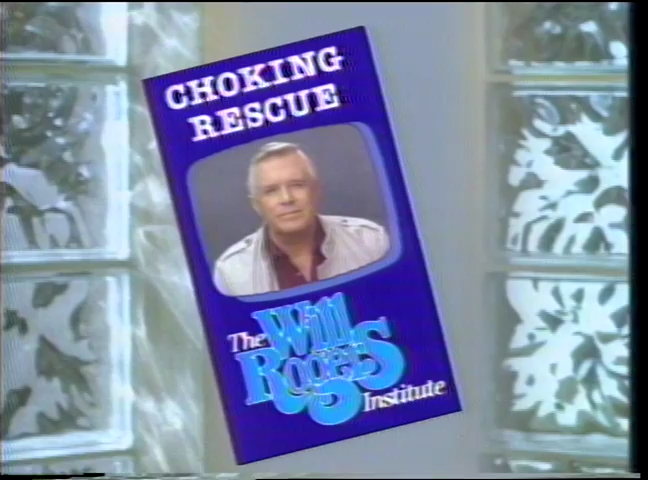 CHOKING
RESCUE
The Will
Rogers
Institute